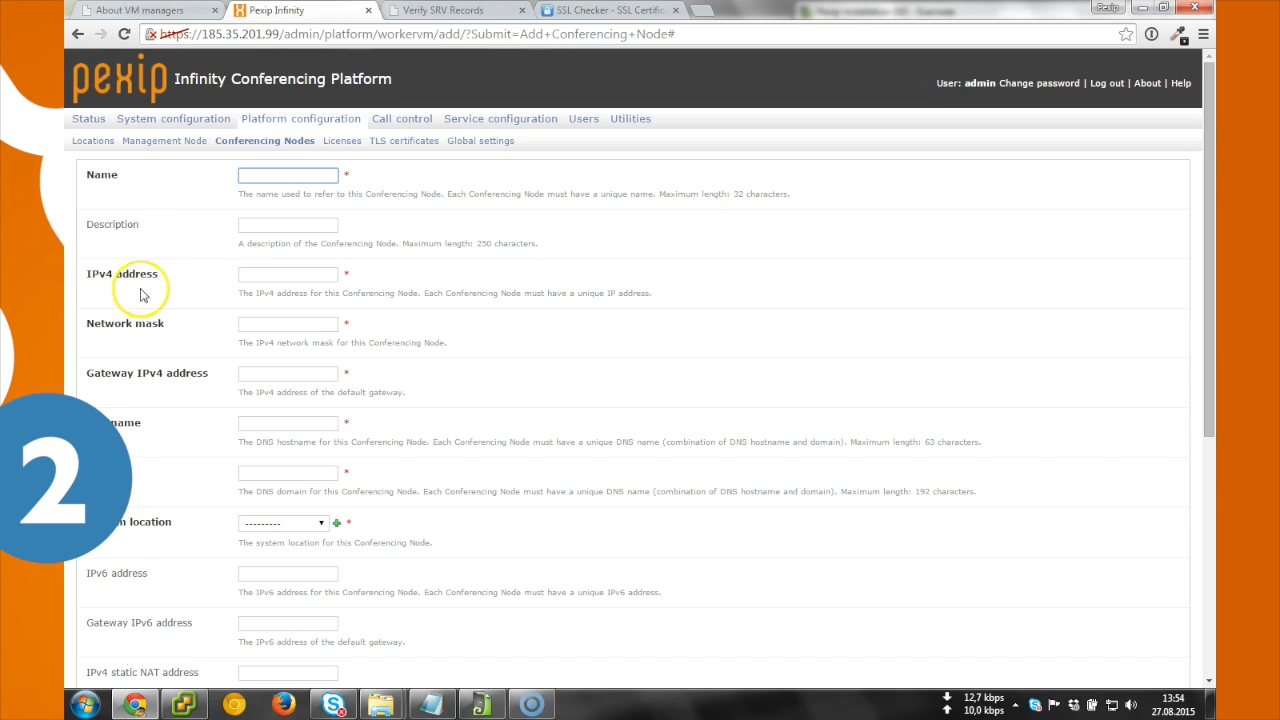 About VM managers
Pexip Infinity
Verify SRV Records
SSL Checker - SSL Certific
Pexip
https://185.35.201.99/admin/platform/workervm/add/?Submit=Add+Conferencing+Node#
pexip Infinity Conferencing Platform
User: admin Change password | Log out | About | Help
Status System configuration Platform configuration Call control Service configuration Users Utilities
Locations Management Node Conferencing Nodes Licenses TLS certificates Global settings
Name *
The name used to refer to this Conferencing Node. Each Conferencing Node must have a unique name. Maximum length: 32 characters.
Description
A description of the Conferencing Node. Maximum length: 250 characters.
IPv4 address *
The IPv4 address for this Conferencing Node. Each Conferencing Node must have a unique IP address.
Network mask *
The IPv4 network mask for this Conferencing Node.
Gateway IPv4 address *
The IPv4 address of the default gateway.
name *
The DNS hostname for this Conferencing Node. Each Conferencing Node must have a unique DNS name (combination of DNS hostname and domain). Maximum length: 63 characters.
*
The DNS domain for this Conferencing Node. Each Conferencing Node must have a unique DNS name (combination of DNS hostname and domain). Maximum length: 192 characters.
2
location --------- *
The system location for this Conferencing Node.
IPv6 address
The IPv6 address for this Conferencing Node. Each Conferencing Node must have a unique IPv6 address.
Gateway IPv6 address
The IPv6 address of the default gateway.
IPv4 static NAT address
12,7 kbps
10,0 kbps
13:54
27.08.2015